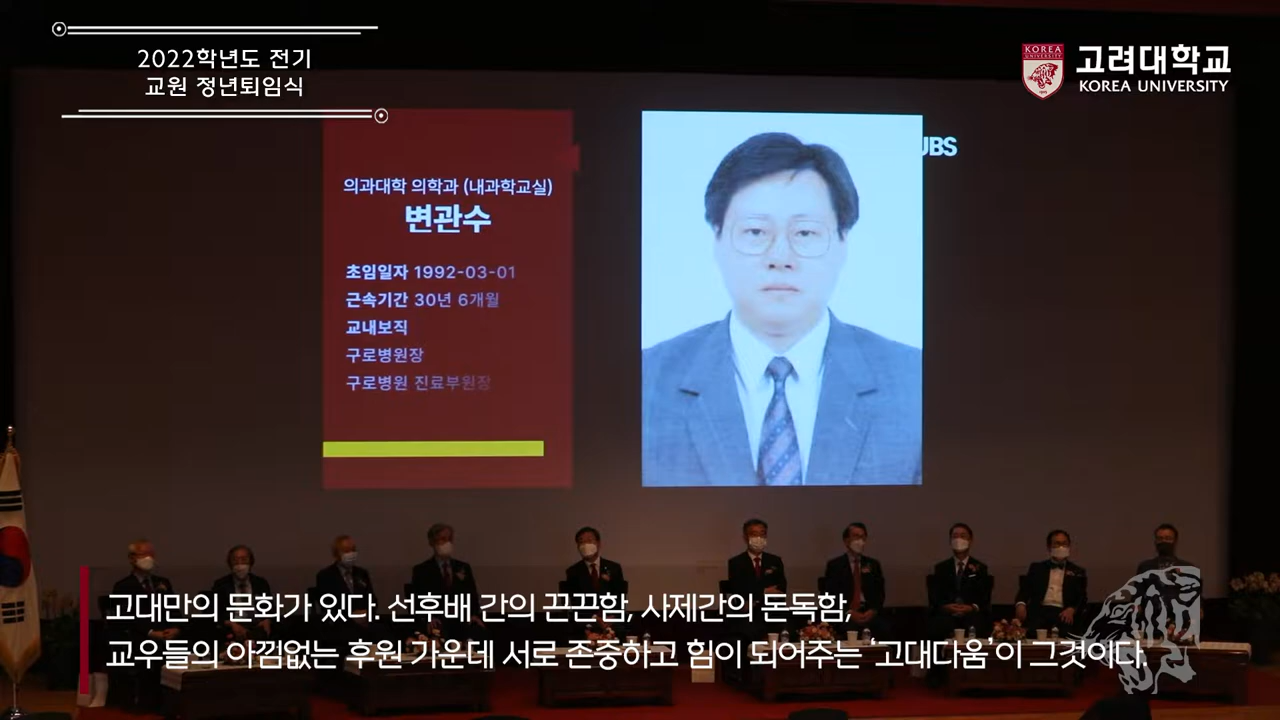 2022학년도 전기
교원 정년퇴임식
KOREA
UNIVERSITY
고려대학교
KOREA UNIVERSITY
의과대학 의학과 (내과학교실)
변관수
초임일자 1992-03-01
근속기간 30년 6개월
교내보직
구로병원장
구로병원 진료부원장
고대만의 문화가 있다. 선후배 간의 끈끈함, 사제간의 돈독함,
교우들의 아낌없는 후원 가운데 서로 존중하고 힘이 되어주는 ‘고대다움’이 그것이다.